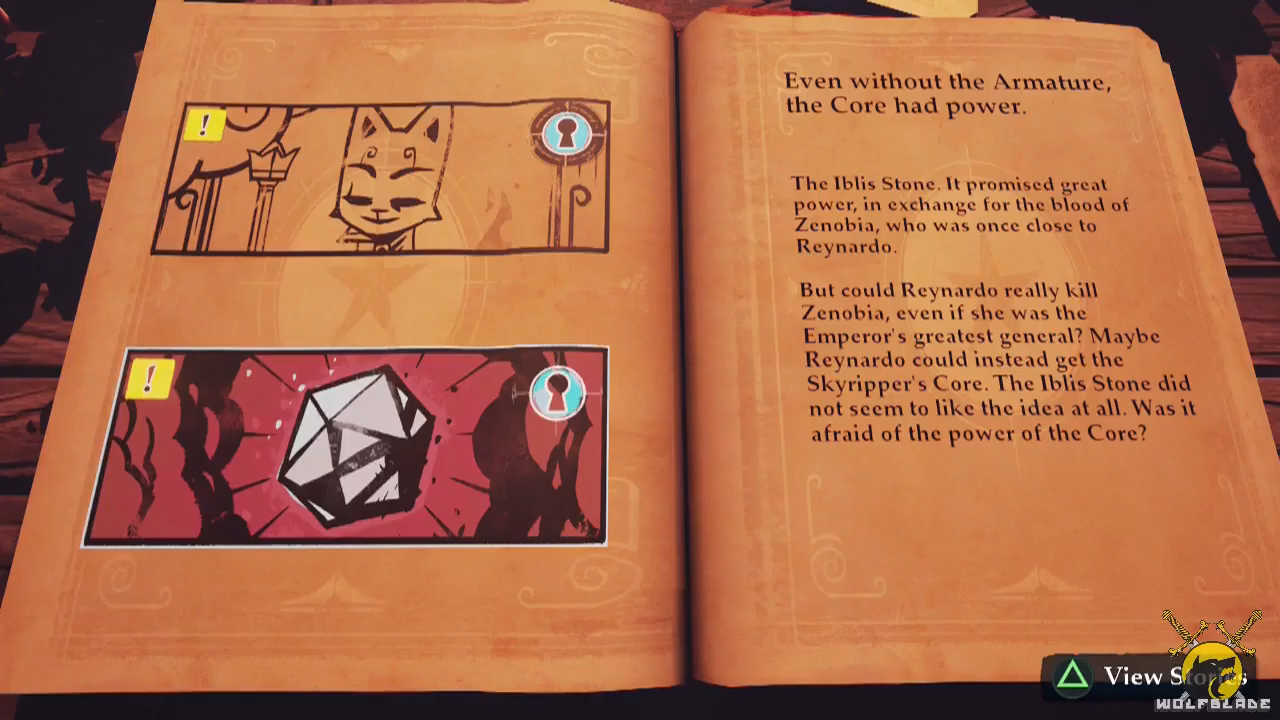 !
!
Even without the Armature,
the Core had power.
The Iblis Stone. It promised great
power, in exchange for the blood of
Zenobia, who was once close to
Reynardo.
But could Reynardo really kill
Zenobia, even if she was the
Emperor's greatest general? Maybe
Reynardo could instead get the
Skyripper's Core. The Iblis Stone did
not seem to like the idea at all. Was it
afraid of the power of the Core?
View
WOLFBLADE